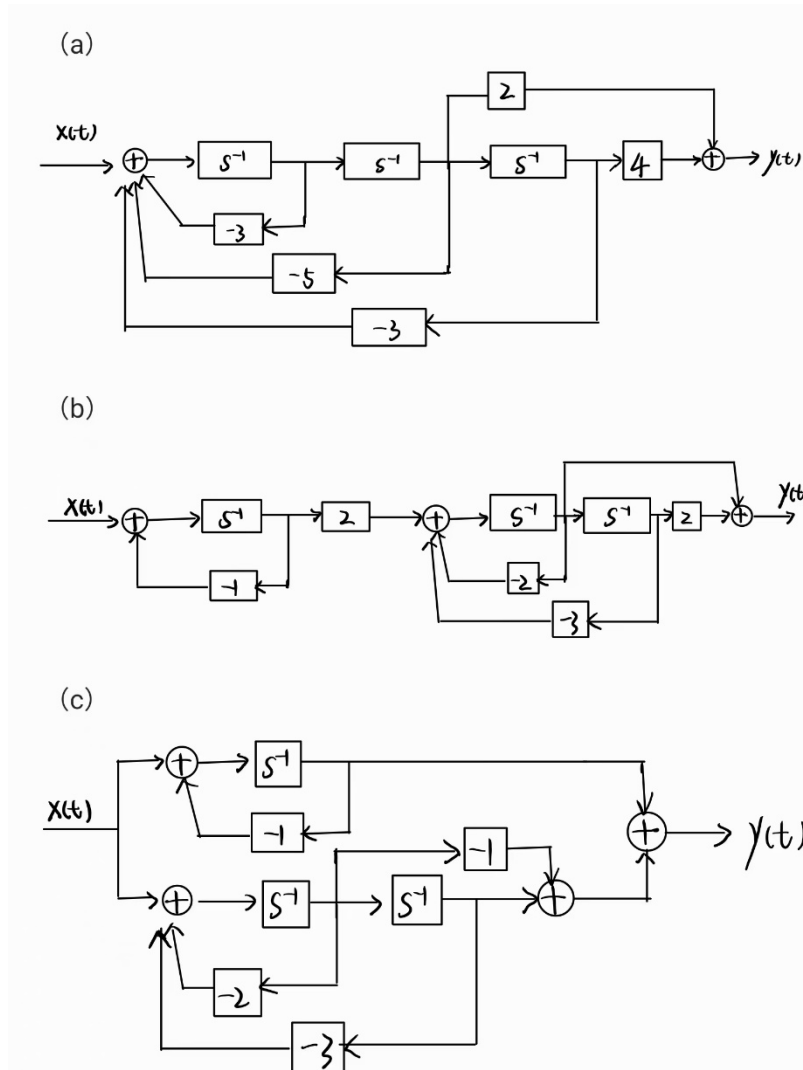 (a)
2
x(t) + s⁻¹ s⁻¹ s⁻¹ 4 + y(t)
-3
-5
-3
(b)
x(t) + s⁻¹ 2 + s⁻¹ s⁻¹ 2 + y(t
-1 -2
-3
(c)
+ s⁻¹
x(t) -1 -1 + y(t)
+ s⁻¹ s⁻¹ +
-2
-3